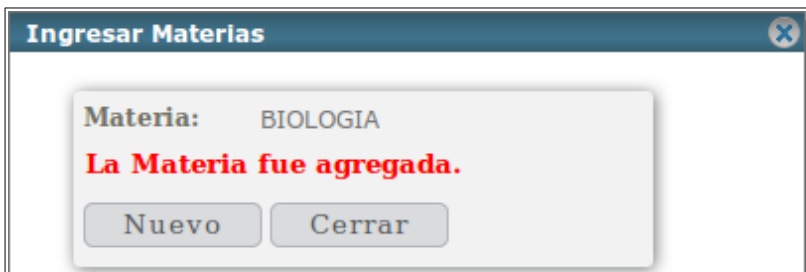 Ingresar Materias
Materia: BIOLOGIA
La Materia fue agregada.
Nuevo Cerrar